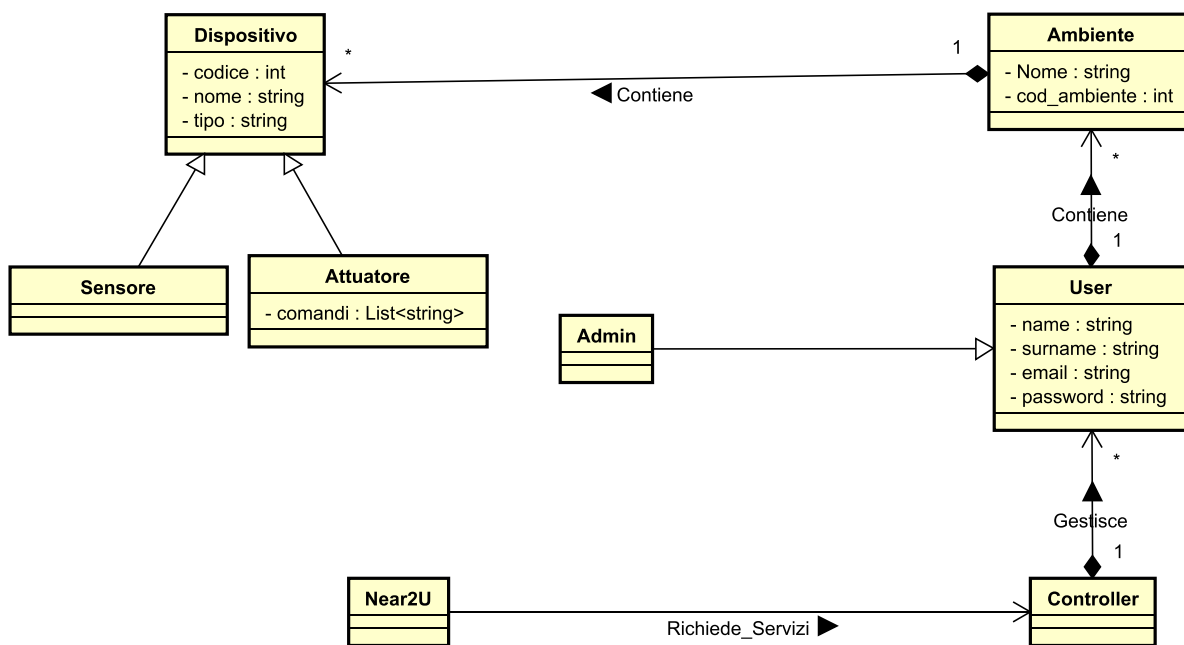 Dispositivo
- codice : int
- nome : string
- tipo : string
*
1
Contiene
Ambiente
- Nome : string
- cod_ambiente : int
*
Contiene
1
Sensore
Attuatore
- comandi : List<string>
Admin
User
- name : string
- surname : string
- email : string
- password : string
*
Gestisce
1
Near2U
Richiede_Servizi
Controller